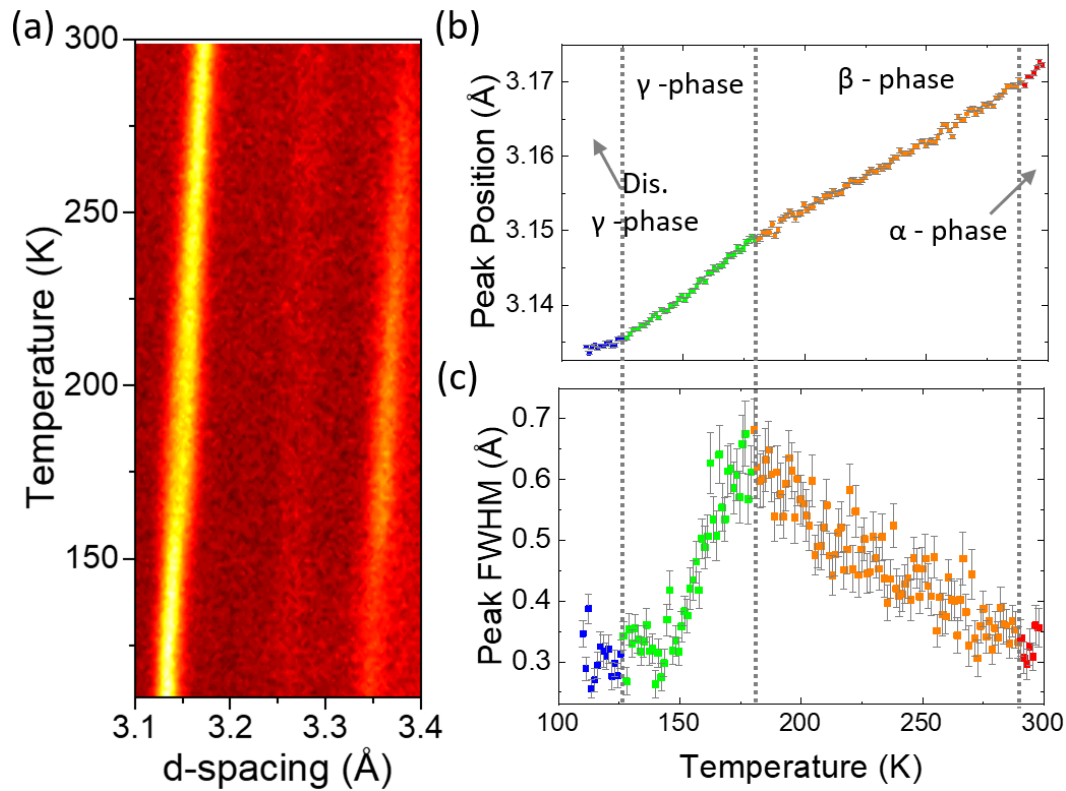 (a)
300
250
200
150
Temperature (K)
3.1 3.2 3.3 3.4
d-spacing (Å)
(b)
3.17
3.16
3.15
3.14
Peak Position (Å)
γ -phase
β - phase
Dis.
γ -phase
α - phase
(c)
0.7
0.6
0.5
0.4
0.3
Peak FWHM (Å)
100 150 200 250 300
Temperature (K)